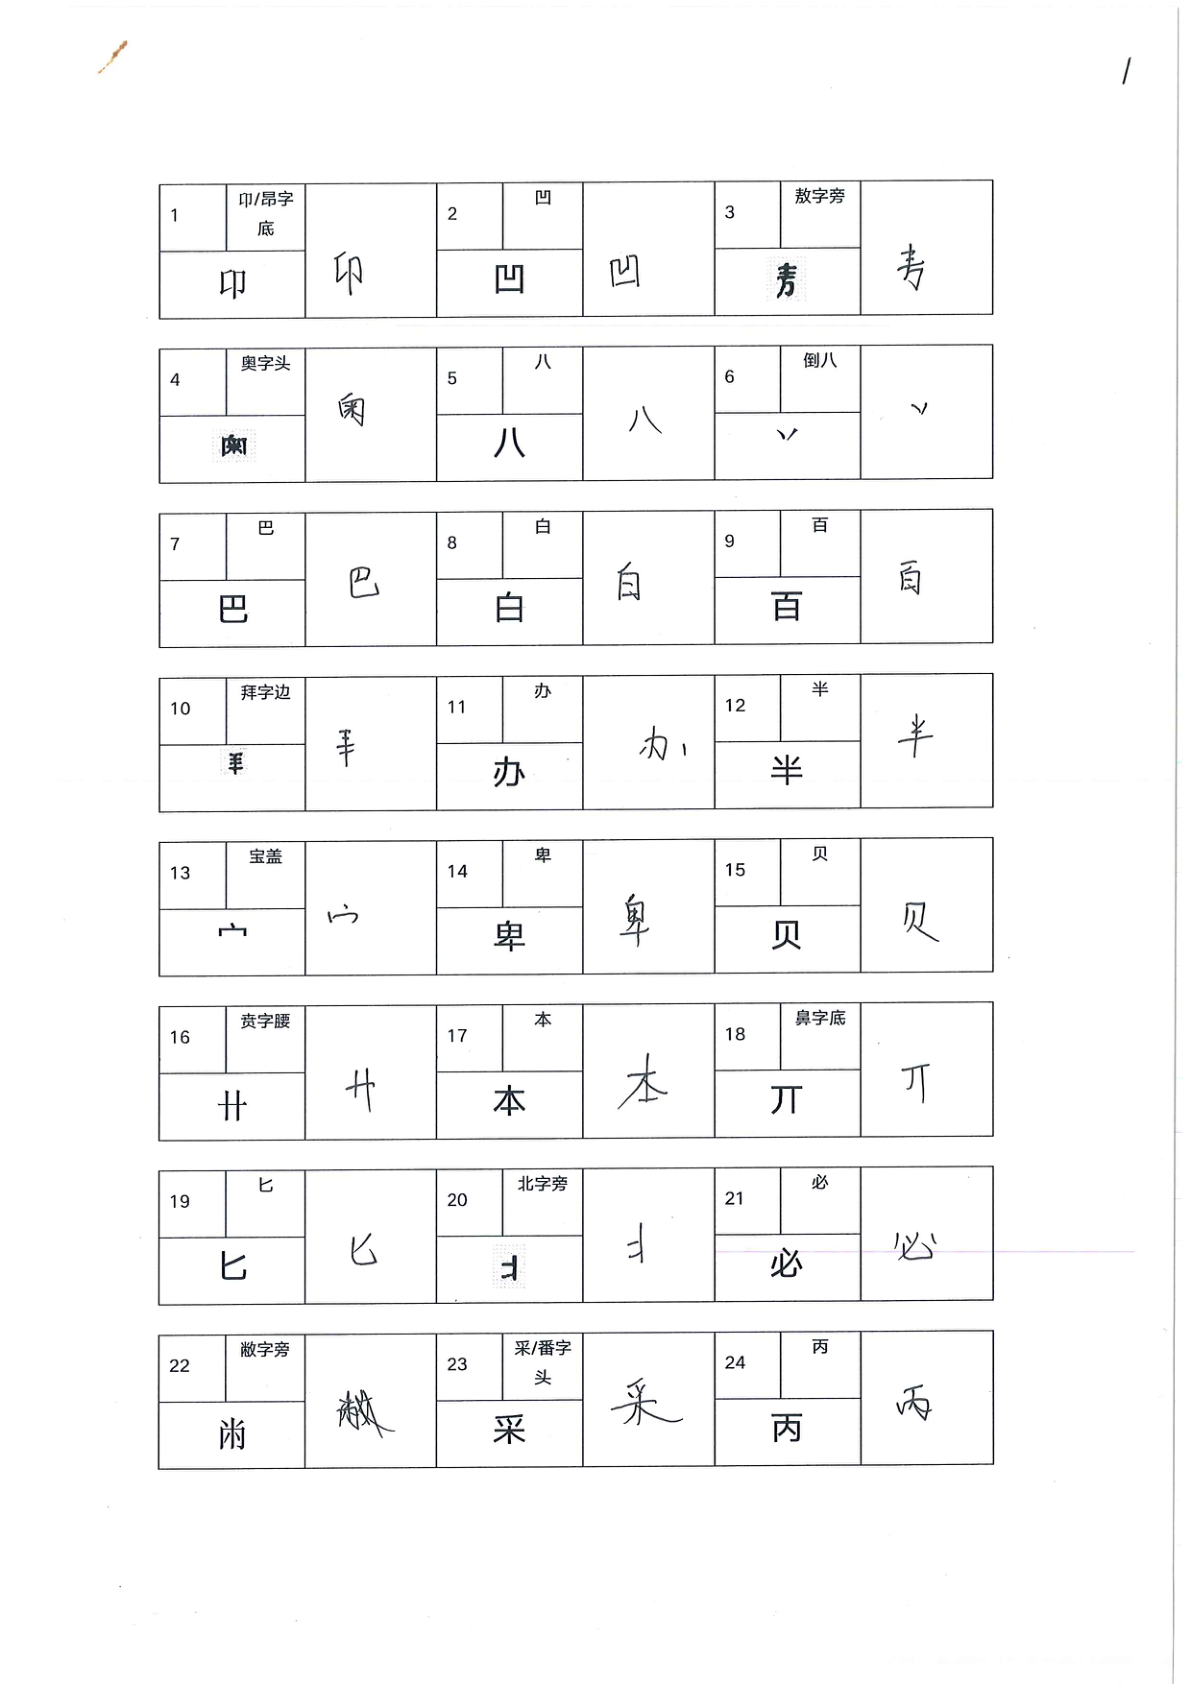 1
1 卬/昂字底 卬 卬
2 凹 凹 凹
3 敖字旁
4 奥字头
5 八 八 八
6 倒八 丷 丷
7 巴 巴 巴
8 白 白 白
9 百 百 百
10 拜字边
11 办 办 办
12 半 半 半
13 宝盖 宀 宀
14 卑 卑 卑
15 贝 贝 贝
16 贲字腰 卄 卄
17 本 本 本
18 鼻字底 丌 丌
19 匕 匕 匕
20 北字旁
21 必 必 必
22 敝字旁 㡀
23 采/番字头 采 采
24 丙 丙 丙